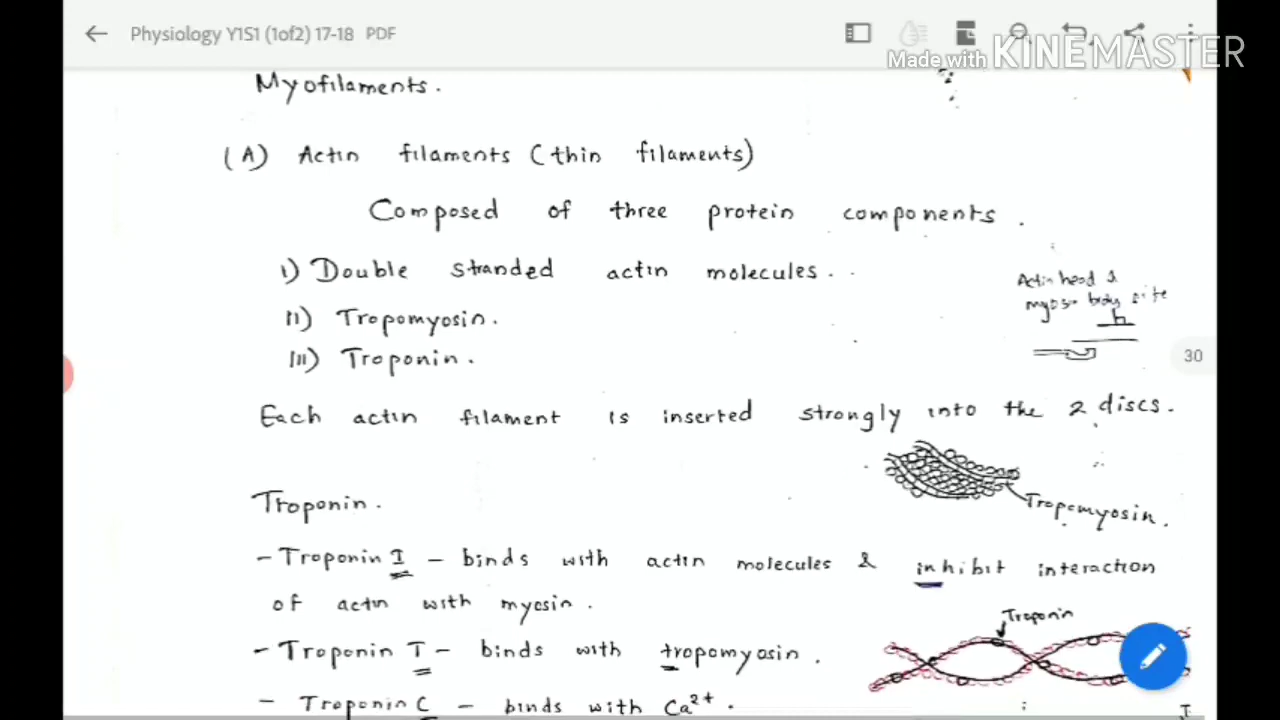 Physiology Y1S1 (1of2) 17-18 PDF
Made with KINEMASTER
Myofilaments.
(A) Actin filaments (thin filaments)
Composed of three protein components.
I) Double stranded actin molecules.
II) Tropomyosin.
III) Troponin.
Actin head &
site
30
Each actin filament is inserted strongly into the Z discs.
Tropomyosin.
Troponin.
- Troponin I - binds with actin molecules & inhibit interaction
of actin with myosin.
Troponin
- Troponin T - binds with tropomyosin.
- Troponin C - binds with Ca²⁺.
I